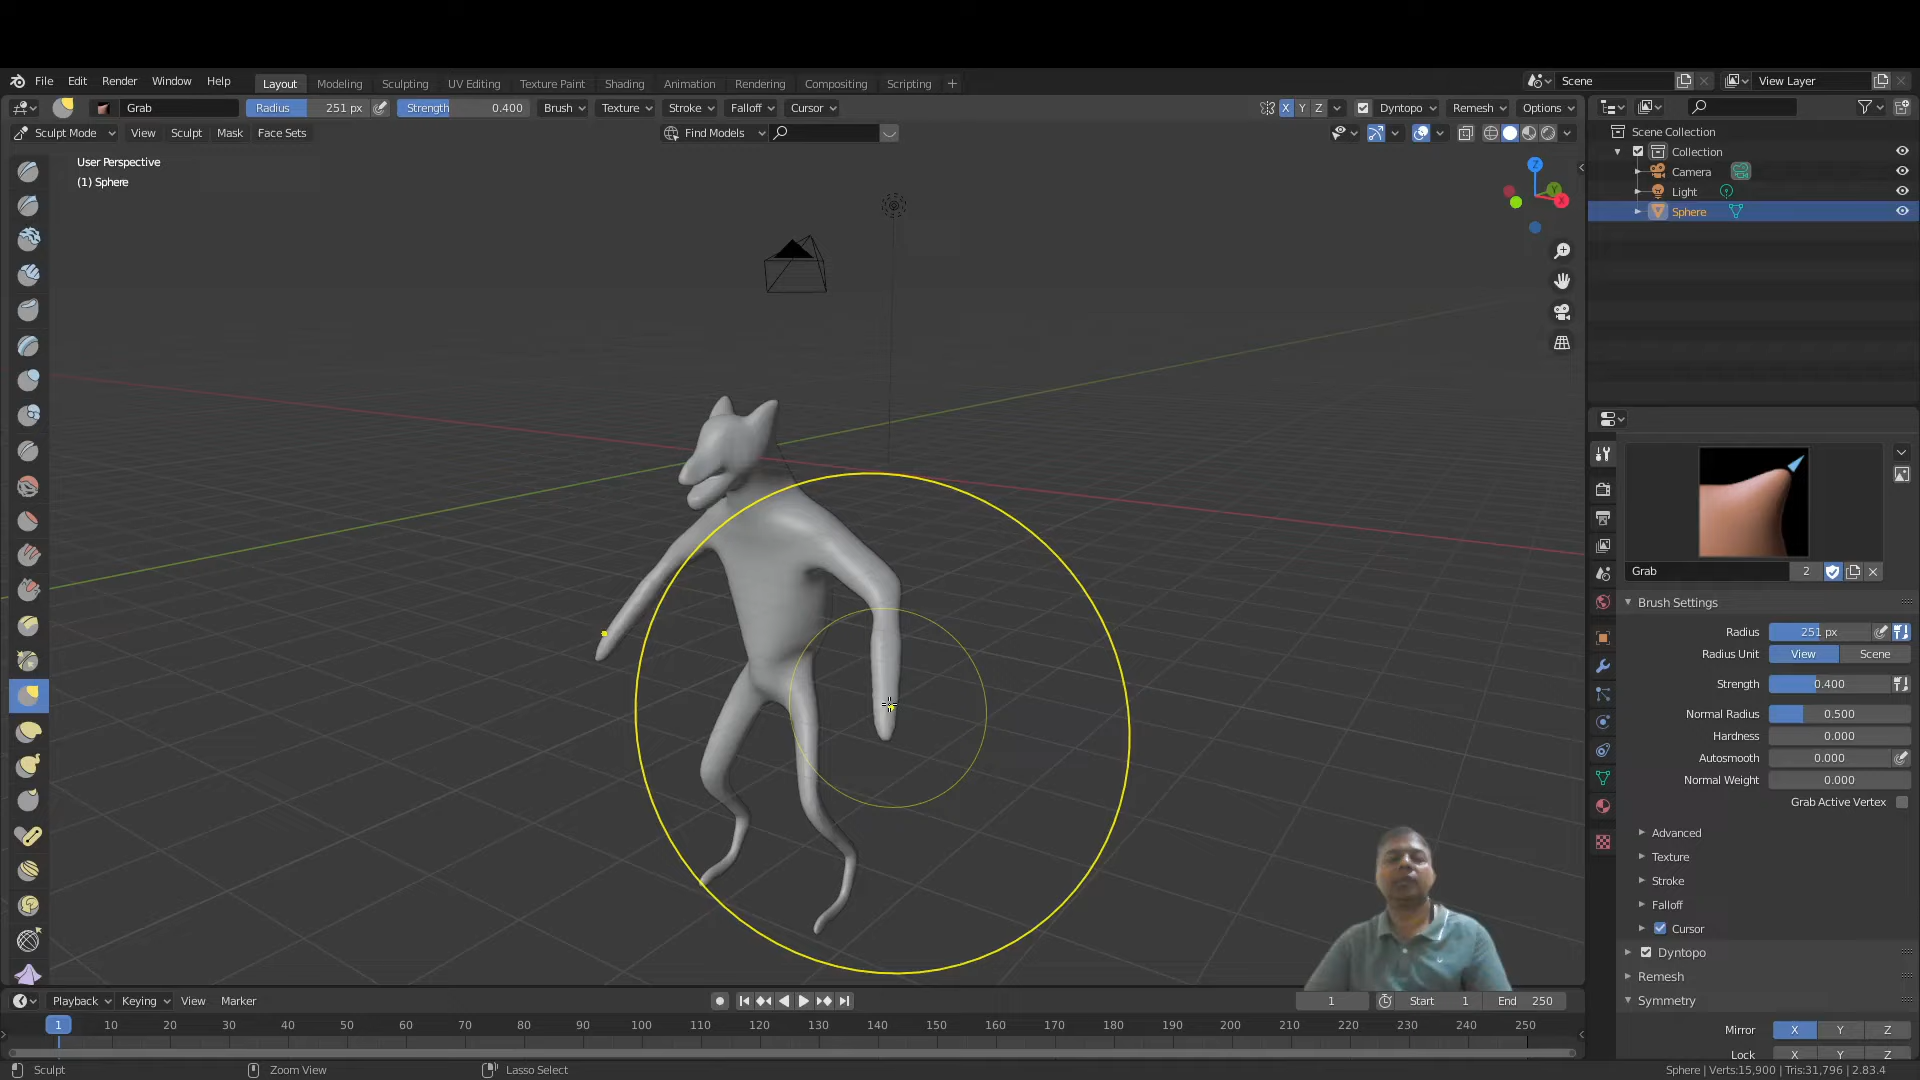 File Edit Render Window Help Layout Modeling Sculpting UV Editing Texture Paint Shading Animation Rendering Compositing Scripting + Scene View Layer
Grab Radius 251 px Strength 0.400 Brush Texture Stroke Falloff Cursor X Y Z Dyntopo Remesh Options
Sculpt Mode View Sculpt Mask Face Sets Find Models
User Perspective
(1) Sphere
Z
Y
X
Scene Collection
Collection
Camera
Light
Sphere
Grab 2
Brush Settings
Radius 251 px
Radius Unit View Scene
Strength 0.400
Normal Radius 0.500
Hardness 0.000
Autosmooth 0.000
Normal Weight 0.000
Grab Active Vertex
Advanced
Texture
Stroke
Falloff
Cursor
Dyntopo
Remesh
Symmetry
Mirror X Y Z
Lock X Y Z
Playback Keying View Marker 1 Start 1 End 250
1 10 20 30 40 50 60 70 80 90 100 110 120 130 140 150 160 170 180 190 200 210 220 230 240 250
Sculpt Zoom View Lasso Select Sphere | Verts:15,900 | Tris:31,796 | 2.83.4